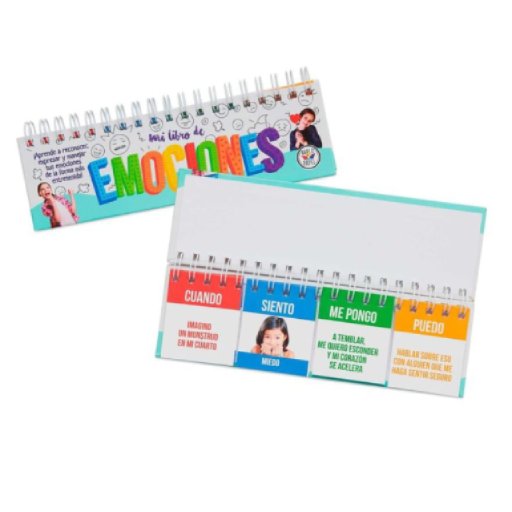 mi libro de
EMOCIONES
¡Aprende a reconocer,
expresar y manejar
tus emociones
de la forma más
entretenida!
CUANDO
IMAGINO
UN MONSTRUO
EN MI CUARTO
SIENTO
MIEDO
ME PONGO
A TEMBLAR,
ME QUIERO ESCONDER
Y MI CORAZÓN
SE ACELERA
PUEDO
HABLAR SOBRE ESO
CON ALGUIEN QUE ME
HAGA SENTIR SEGURO